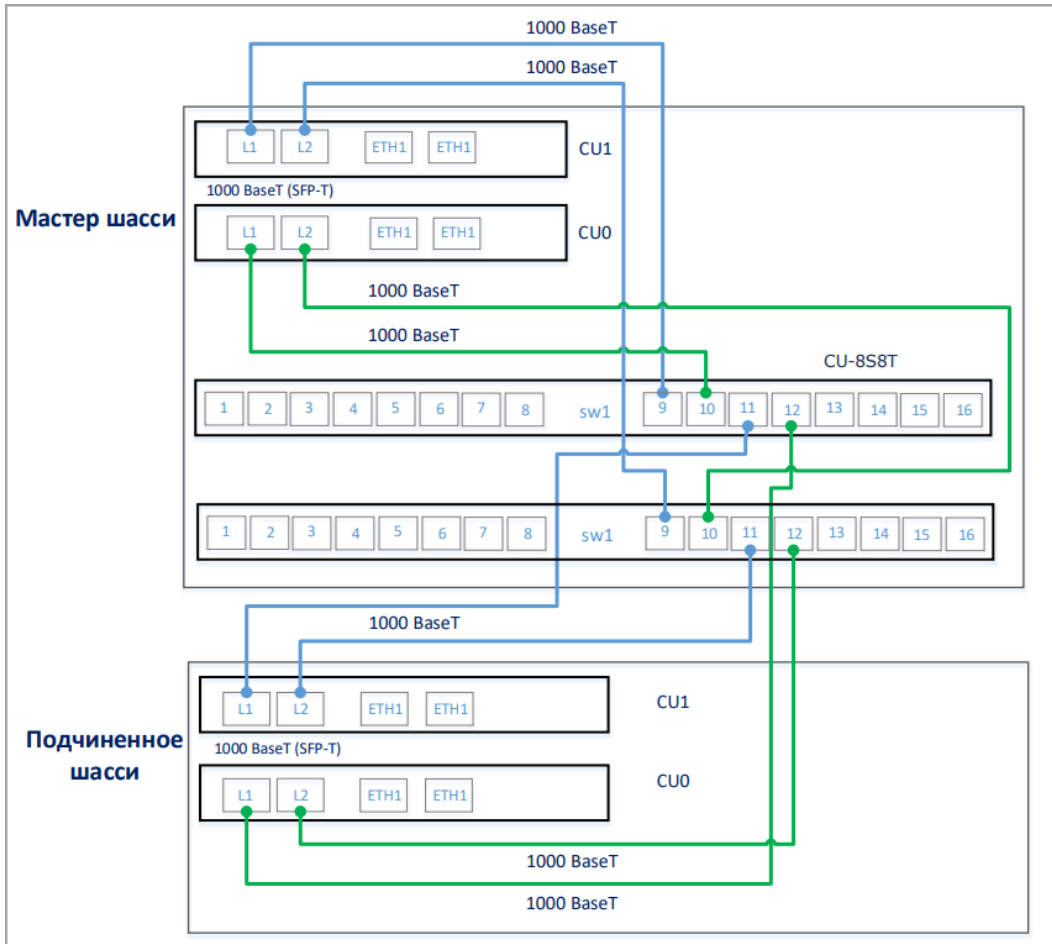 1000 BaseT
1000 BaseT
L1 L2 ETH1 ETH1 CU1
1000 BaseT (SFP-T)
Мастер шасси
L1 L2 ETH1 ETH1 CU0
1000 BaseT
1000 BaseT
CU-8S8T
1 2 3 4 5 6 7 8 sw1 9 10 11 12 13 14 15 16
1 2 3 4 5 6 7 8 sw1 9 10 11 12 13 14 15 16
1000 BaseT
L1 L2 ETH1 ETH1 CU1
Подчиненное
шасси
1000 BaseT (SFP-T)
L1 L2 ETH1 ETH1 CU0
1000 BaseT
1000 BaseT